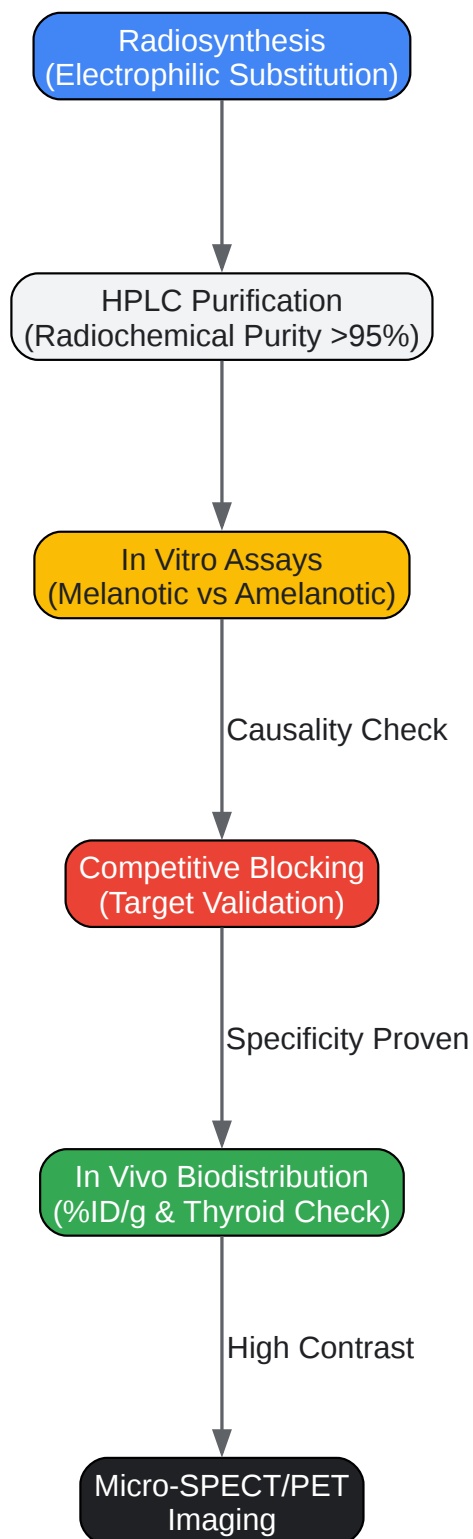 Radiosynthesis
(Electrophilic Substitution)
HPLC Purification
(Radiochemical Purity >95%)
In Vitro Assays
(Melanotic vs Amelanotic)
Causality Check
Competitive Blocking
(Target Validation)
Specificity Proven
In Vivo Biodistribution
(%ID/g & Thyroid Check)
High Contrast
Micro-SPECT/PET
Imaging